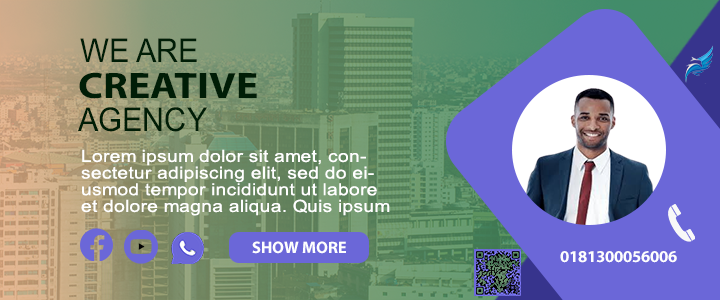 WE ARE
CREATIVE
AGENCY
Lorem ipsum dolor sit amet, con-
sectetur adipiscing elit, sed do ei-
usmod tempor incididunt ut labore
et dolore magna aliqua. Quis ipsum
SHOW MORE
0181300056006